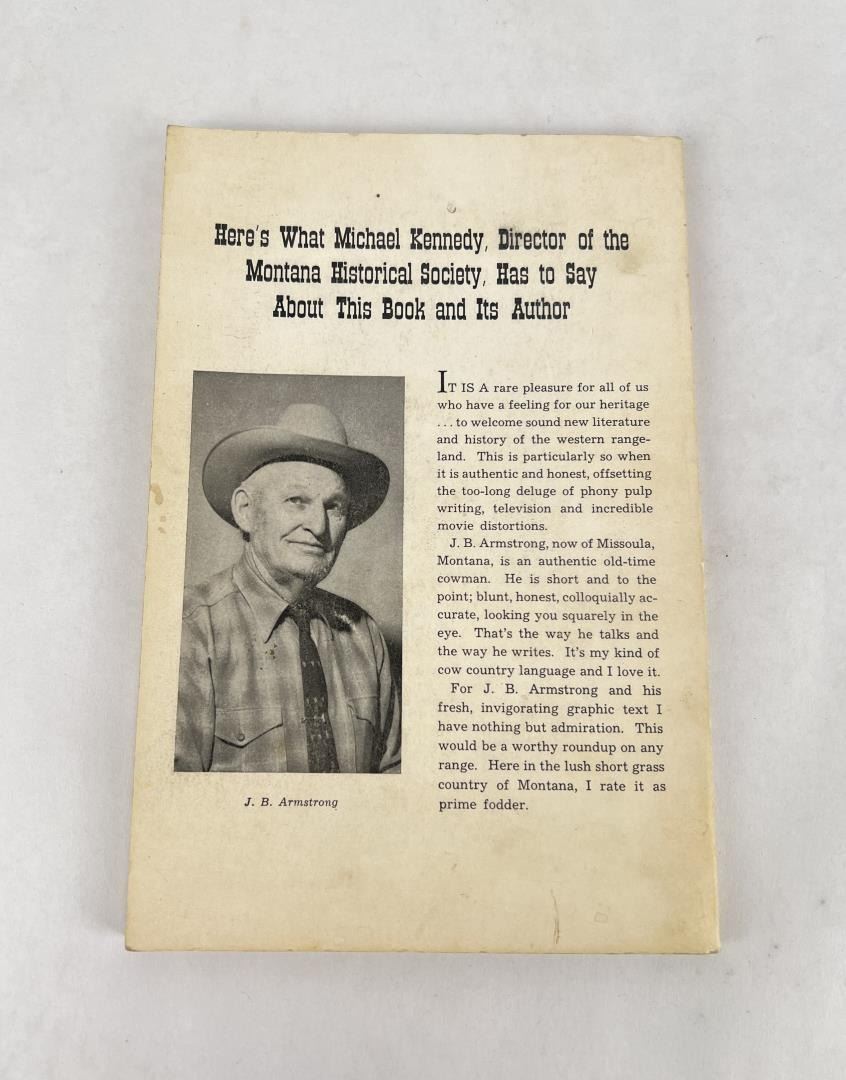 Here's What Michael Kennedy, Director of the
Montana Historical Society, Has to Say
About This Book and Its Author
IT IS A rare pleasure for all of us
who have a feeling for our heritage
. . . to welcome sound new literature
and history of the western range-
land. This is particularly so when
it is authentic and honest, offsetting
the too-long deluge of phony pulp
writing, television and incredible
movie distortions.
J. B. Armstrong, now of Missoula,
Montana, is an authentic old-time
cowman. He is short and to the
point; blunt, honest, colloquially ac-
curate, looking you squarely in the
eye. That's the way he talks and
the way he writes. It's my kind of
cow country language and I love it.
For J. B. Armstrong and his
fresh, invigorating graphic text I
have nothing but admiration. This
would be a worthy roundup on any
range. Here in the lush short grass
country of Montana, I rate it as
prime fodder.
J. B. Armstrong